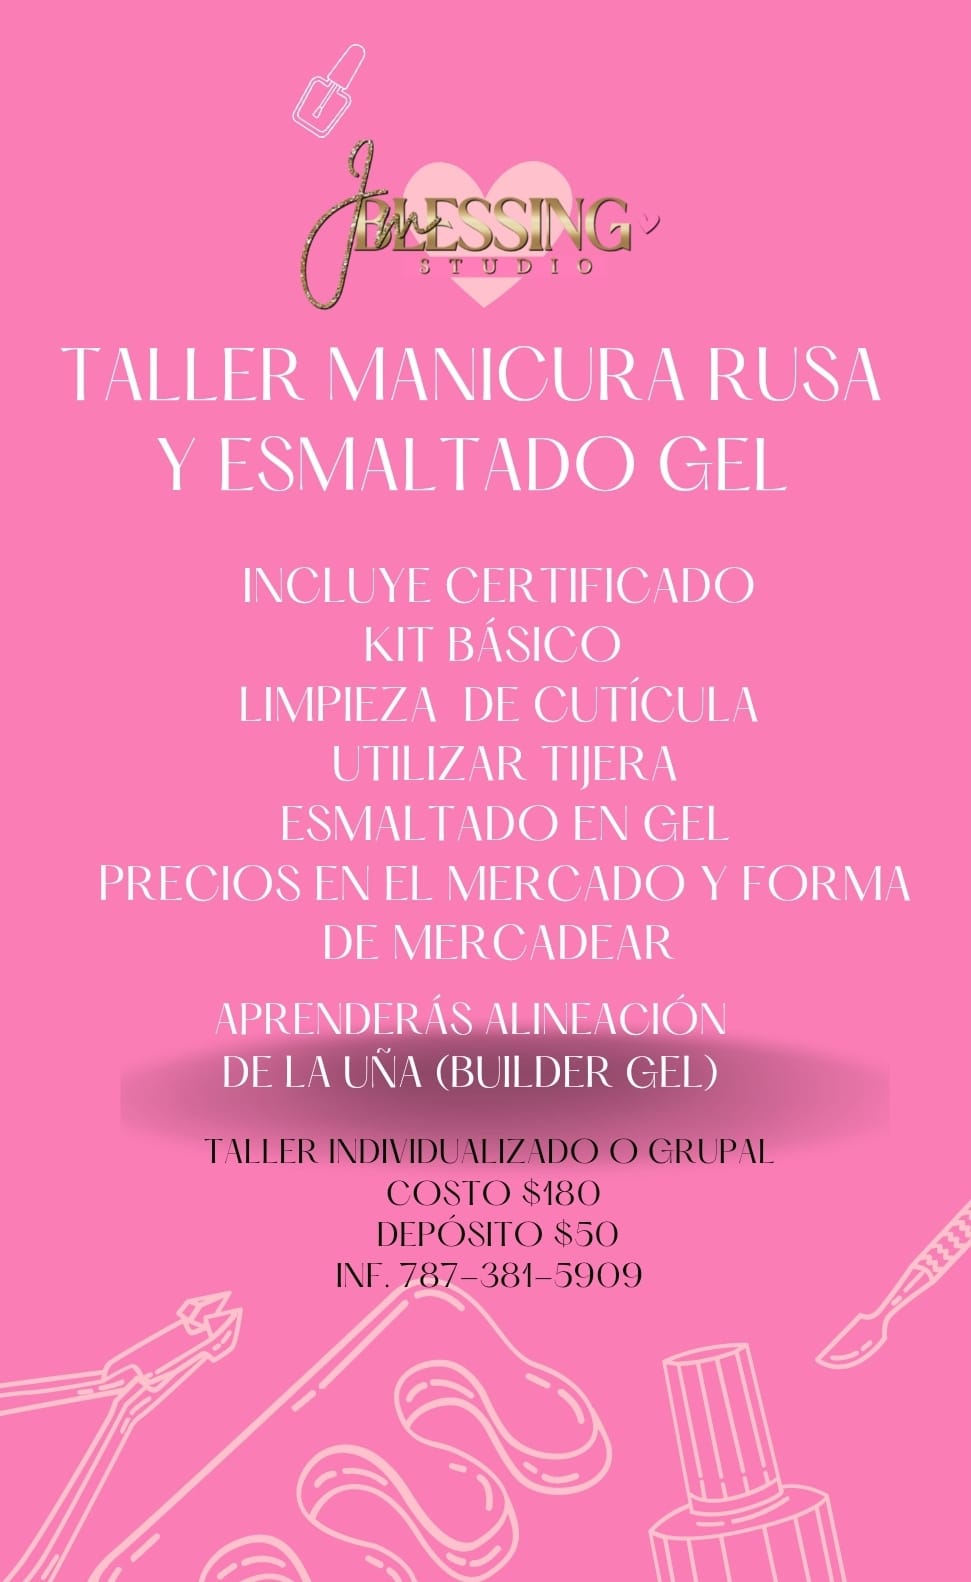 Jm BLESSING
STUDIO
TALLER MANICURA RUSA
Y ESMALTADO GEL
INCLUYE CERTIFICADO
KIT BÁSICO
LIMPIEZA DE CUTÍCULA
UTILIZAR TIJERA
ESMALTADO EN GEL
PRECIOS EN EL MERCADO Y FORMA
DE MERCADEAR
APRENDERÁS ALINEACIÓN
DE LA UÑA (BUILDER GEL)
TALLER INDIVIDUALIZADO O GRUPAL
COSTO $180
DEPÓSITO $50
INF. 787-381-5909